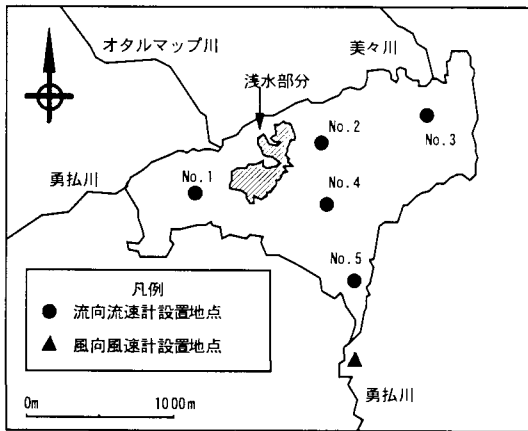 オタルマップ川
美々川
浅水部分
No.2
No.3
No.1
勇払川
No.4
No.5
凡例
● 流向流速計設置地点
▲ 風向風速計設置地点
勇払川
0m 1000m